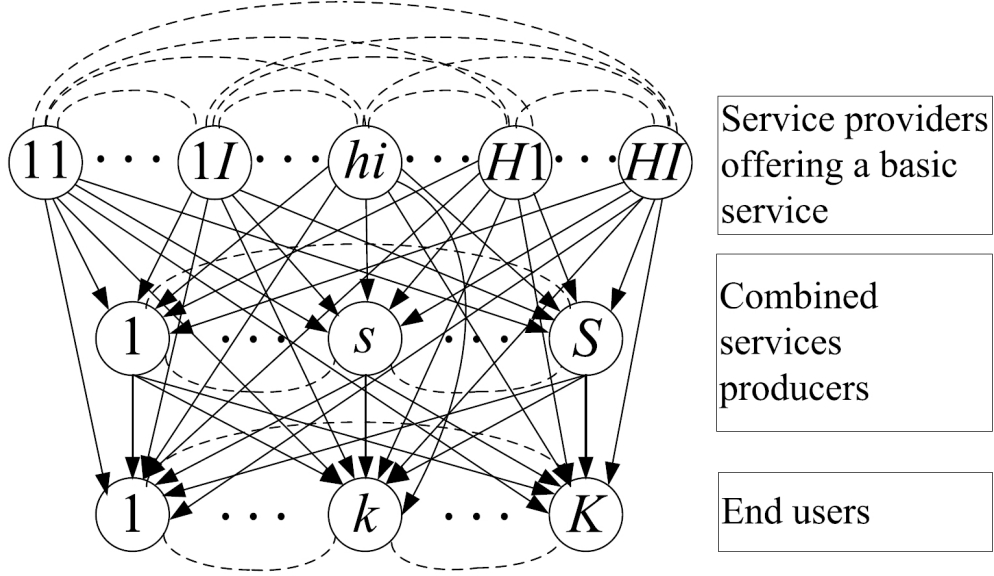 11 · · · 1I · · · hi · · · H1 · · · HI
Service providers
offering a basic
service
1 · · · s · · · S
Combined
services
producers
1 · · · k · · · K
End users